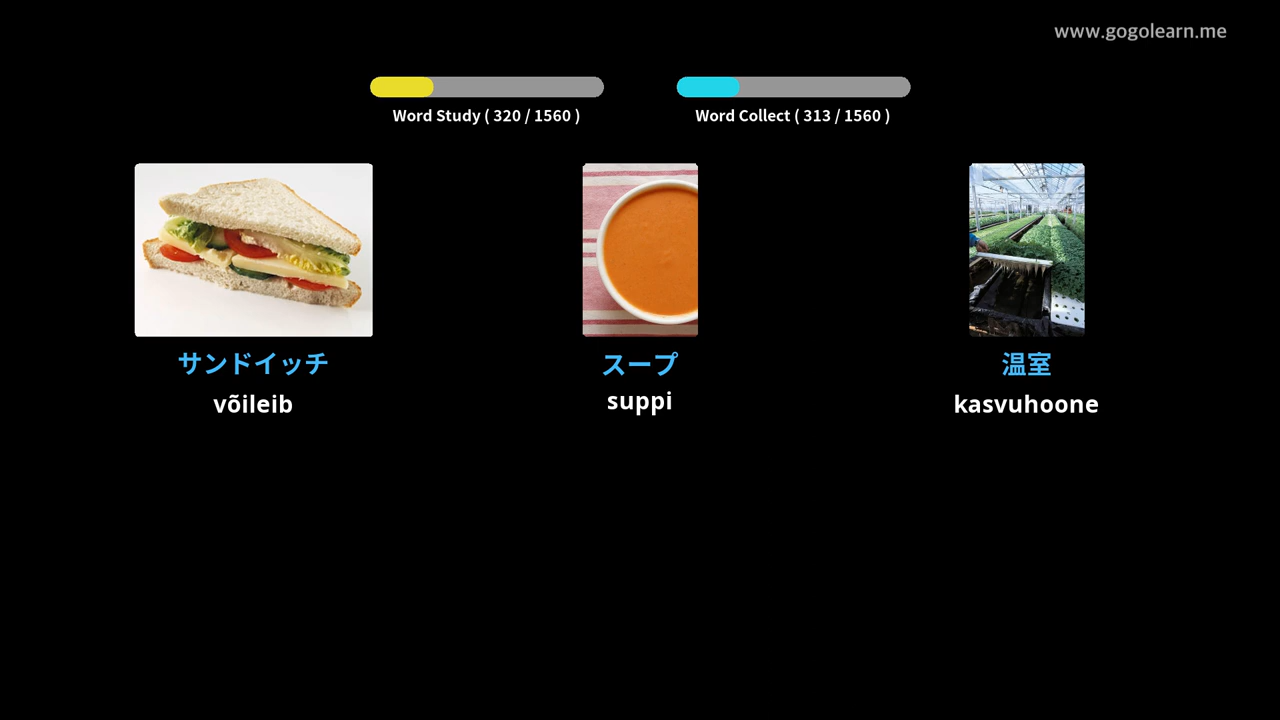 www.gogolearn.me
Word Study ( 320 / 1560 )
Word Collect ( 313 / 1560 )
サンドイッチ
võileib
スープ
suppi
温室
kasvuhoone